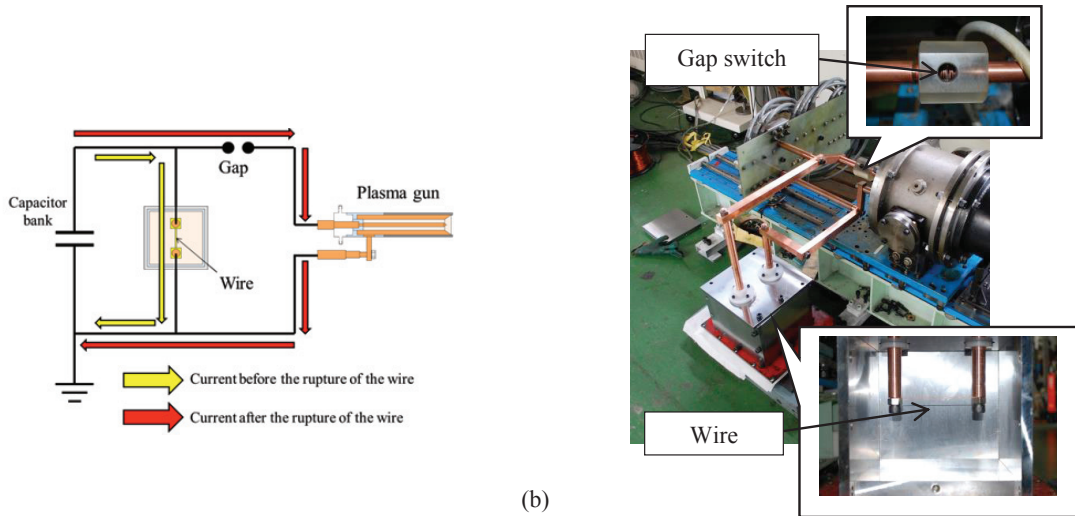 Gap switch
Gap
Plasma gun
Capacitor
bank
Wire
Current before the rupture of the wire
Current after the rupture of the wire
Wire
(b)